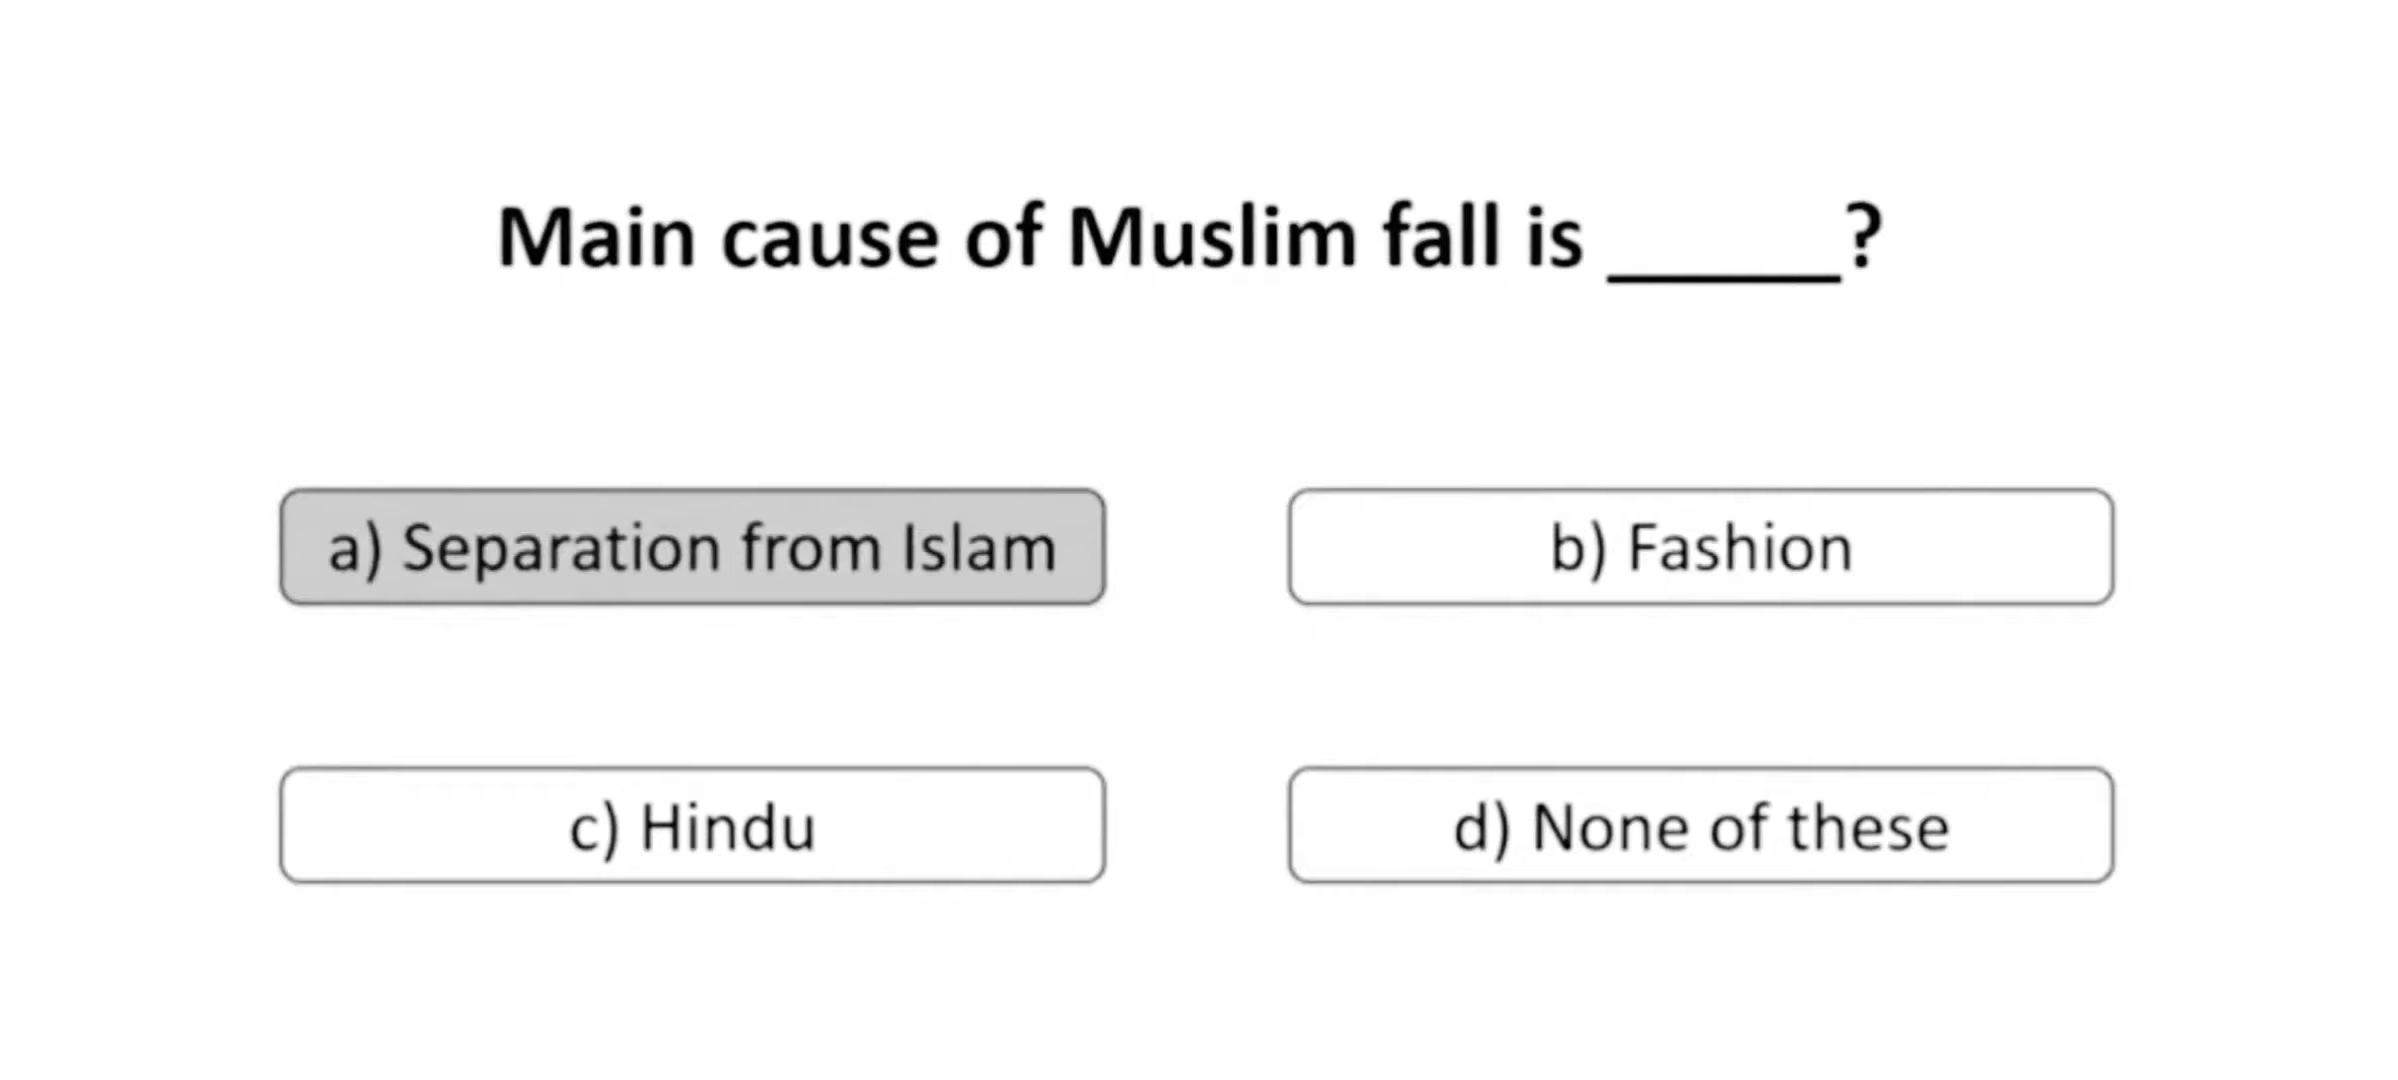 Main cause of Muslim fall is _____?
a) Separation from Islam
b) Fashion
c) Hindu
d) None of these